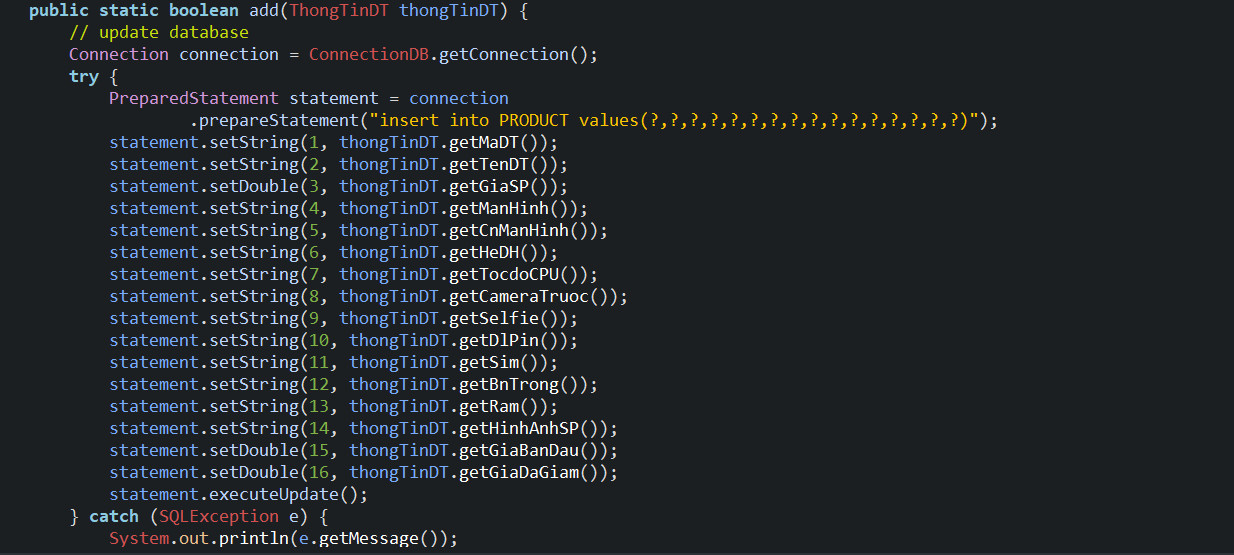 public static boolean add(ThongTinDT thongTinDT) {
// update database
Connection connection = ConnectionDB.getConnection();
try {
PreparedStatement statement = connection
.prepareStatement("insert into PRODUCT values(?,?,?,?,?,?,?,?,?,?,?,?,?,?,?,?)");
statement.setString(1, thongTinDT.getMaDT());
statement.setString(2, thongTinDT.getTenDT());
statement.setDouble(3, thongTinDT.getGiaSP());
statement.setString(4, thongTinDT.getManHinh());
statement.setString(5, thongTinDT.getCnManHinh());
statement.setString(6, thongTinDT.getHeDH());
statement.setString(7, thongTinDT.getTocdoCPU());
statement.setString(8, thongTinDT.getCameraTruoc());
statement.setString(9, thongTinDT.getSelfie());
statement.setString(10, thongTinDT.getDlPin());
statement.setString(11, thongTinDT.getSim());
statement.setString(12, thongTinDT.getBnTrong());
statement.setString(13, thongTinDT.getRam());
statement.setString(14, thongTinDT.getHinhAnhSP());
statement.setDouble(15, thongTinDT.getGiaBanDau());
statement.setDouble(16, thongTinDT.getGiaDaGiam());
statement.executeUpdate();
} catch (SQLException e) {
System.out.println(e.getMessage());